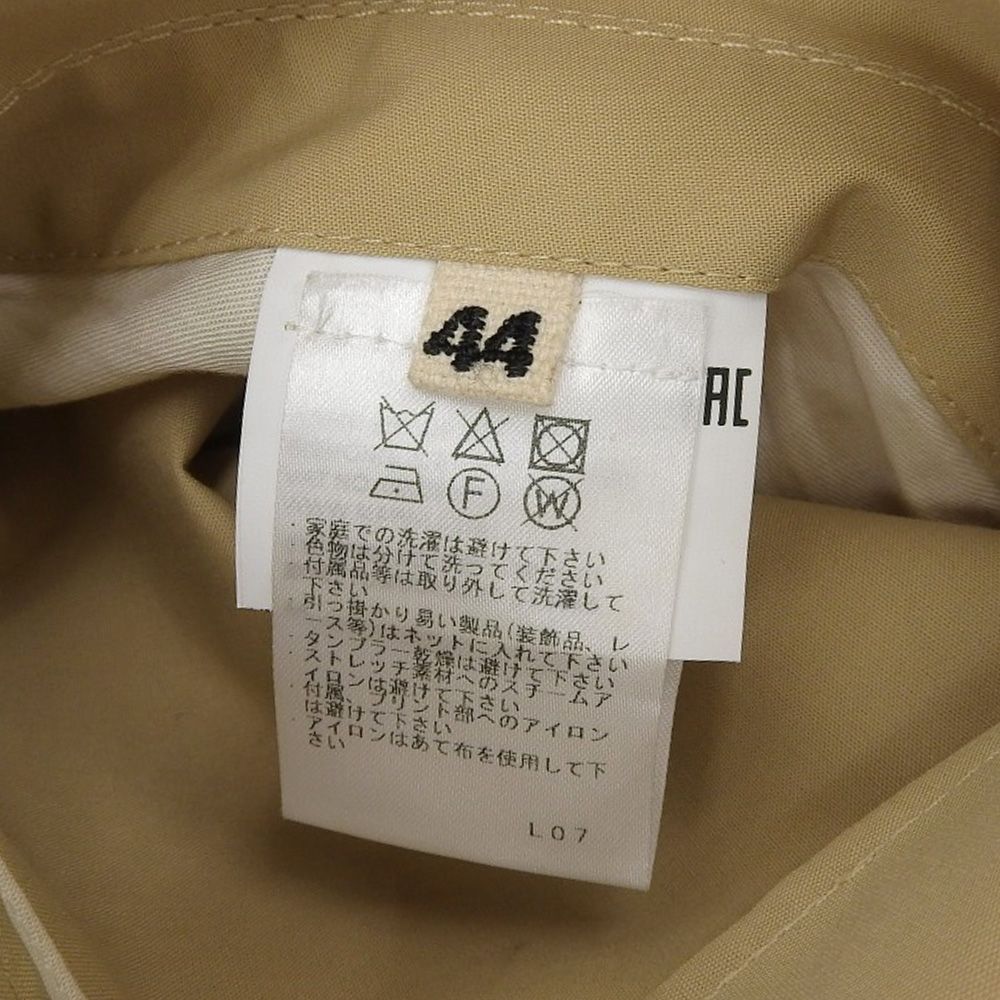 44
AC
F
W
・家庭での洗濯は避けて下さい
・色物は分けて洗ってください
・付属品等は取り外して洗濯して
下さい
・引っ掛かり易い製品(装飾品、レ
ース等)はネットに入れて下さい
・タンブラー乾燥は避けて下さい
・ストレッチ素材へのスチームア
イロンは避けて下さい
・付属、プリント部へのアイロン
は避けて下さい
・アイロンはあて布を使用して下
さい
L07